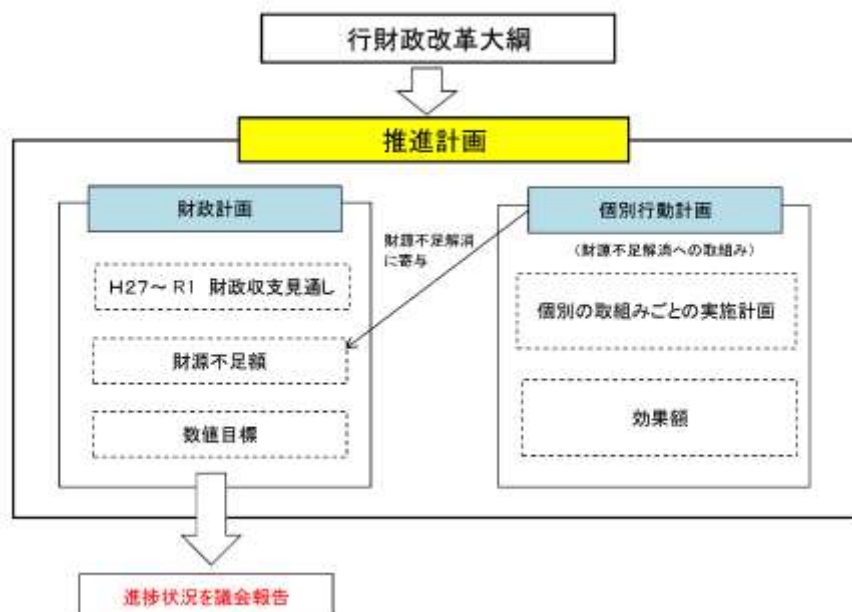 行財政改革大綱
推進計画
財政計画
H27～R1 財政収支見通し
財源不足額
数値目標
財源不足解消
に寄与
個別行動計画
(財源不足解消への取組み)
個別の取組みごとの実施計画
効果額
進捗状況を議会報告